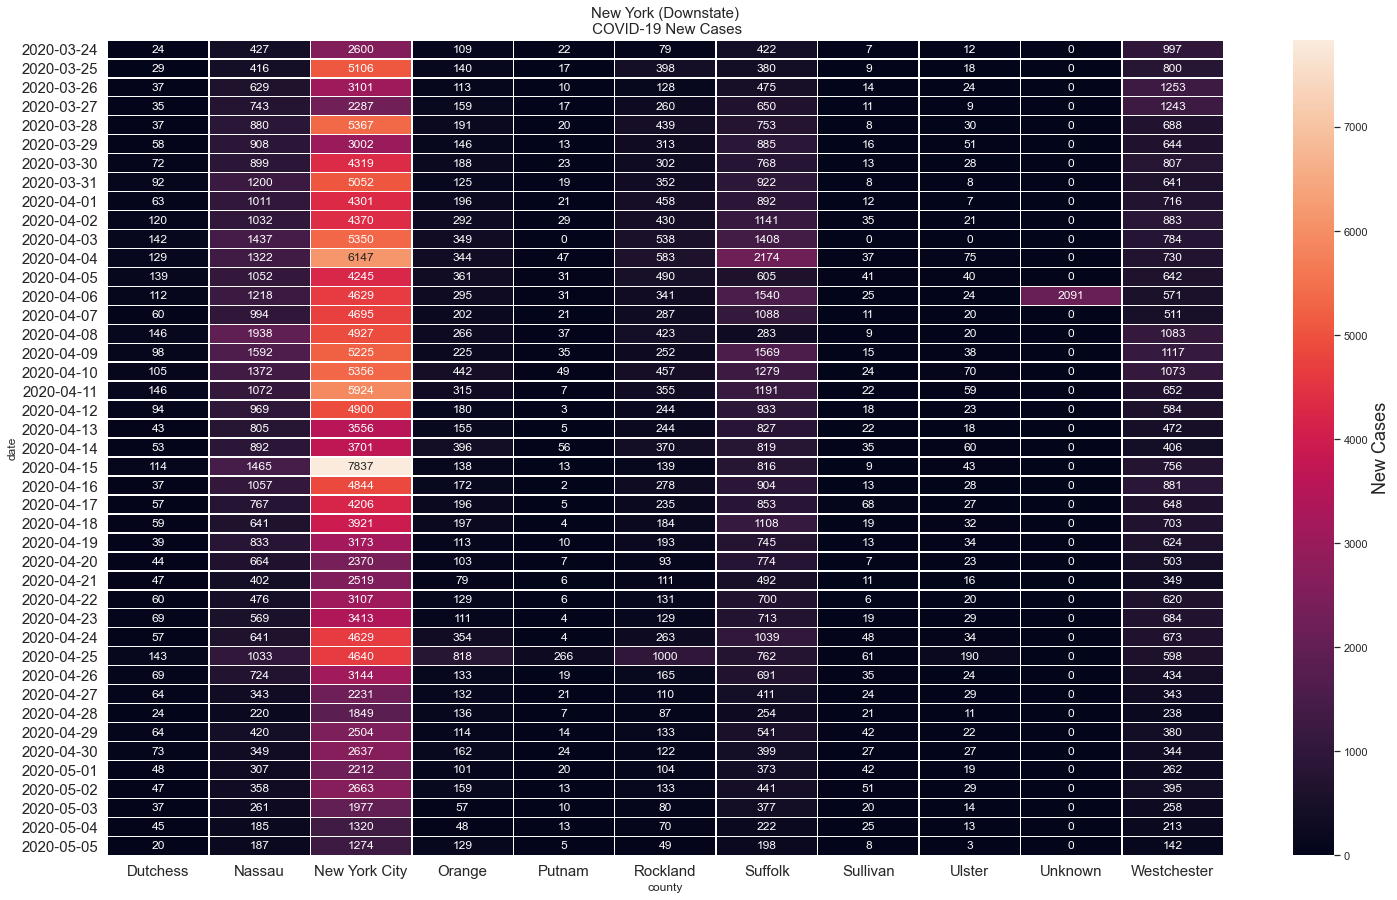 New York (Downstate)
COVID-19 New Cases
2020-03-24 24 427 2600 109 22 79 422 7 12 0 997
2020-03-25 29 416 5106 140 17 398 380 9 18 0 800
2020-03-26 37 629 3101 113 10 128 475 14 24 0 1253
2020-03-27 35 743 2287 159 17 260 650 11 9 0 1243
2020-03-28 37 880 5367 191 20 439 753 8 30 0 688
2020-03-29 58 908 3002 146 13 313 885 16 51 0 644
2020-03-30 72 899 4319 188 23 302 768 13 28 0 807
2020-03-31 92 1200 5052 125 19 352 922 8 8 0 641
2020-04-01 63 1011 4301 196 21 458 892 12 7 0 716
2020-04-02 120 1032 4370 292 29 430 1141 35 21 0 883
2020-04-03 142 1437 5350 349 0 538 1408 0 0 0 784
2020-04-04 129 1322 6147 344 47 583 2174 37 75 0 730
2020-04-05 139 1052 4245 361 31 490 605 41 40 0 642
2020-04-06 112 1218 4629 295 31 341 1540 25 24 2091 571
2020-04-07 60 994 4695 202 21 287 1088 11 20 0 511
2020-04-08 146 1938 4927 266 37 423 283 9 20 0 1083
2020-04-09 98 1592 5225 225 35 252 1569 15 38 0 1117
2020-04-10 105 1372 5356 442 49 457 1279 24 70 0 1073
2020-04-11 146 1072 5924 315 7 355 1191 22 59 0 652
2020-04-12 94 969 4900 180 3 244 933 18 23 0 584
2020-04-13 43 805 3556 155 5 244 827 22 18 0 472
2020-04-14 53 892 3701 396 56 370 819 35 60 0 406
2020-04-15 114 1465 7837 138 13 139 816 9 43 0 756
2020-04-16 37 1057 4844 172 2 278 904 13 28 0 881
2020-04-17 57 767 4206 196 5 235 853 68 27 0 648
2020-04-18 59 641 3921 197 4 184 1108 19 32 0 703
2020-04-19 39 833 3173 113 10 193 745 13 34 0 624
2020-04-20 44 664 2370 103 7 93 774 7 23 0 503
2020-04-21 47 402 2519 79 6 111 492 11 16 0 349
2020-04-22 60 476 3107 129 6 131 700 6 20 0 620
2020-04-23 69 569 3413 111 4 129 713 19 29 0 684
2020-04-24 57 641 4629 354 4 263 1039 48 34 0 673
2020-04-25 143 1033 4640 818 266 1000 762 61 190 0 598
2020-04-26 69 724 3144 133 19 165 691 35 24 0 434
2020-04-27 64 343 2231 132 21 110 411 24 29 0 343
2020-04-28 24 220 1849 136 7 87 254 21 11 0 238
2020-04-29 64 420 2504 114 14 133 541 42 22 0 380
2020-04-30 73 349 2637 162 24 122 399 27 27 0 344
2020-05-01 48 307 2212 101 20 104 373 42 19 0 262
2020-05-02 47 358 2663 159 13 133 441 51 29 0 395
2020-05-03 37 261 1977 57 10 80 377 20 14 0 258
2020-05-04 45 185 1320 48 13 70 222 25 13 0 213
2020-05-05 20 187 1274 129 5 49 198 8 3 0 142
Dutchess Nassau New York City Orange Putnam Rockland Suffolk Sullivan Ulster Unknown Westchester
county
date
7000
6000
5000
4000
3000
2000
1000
0
New Cases